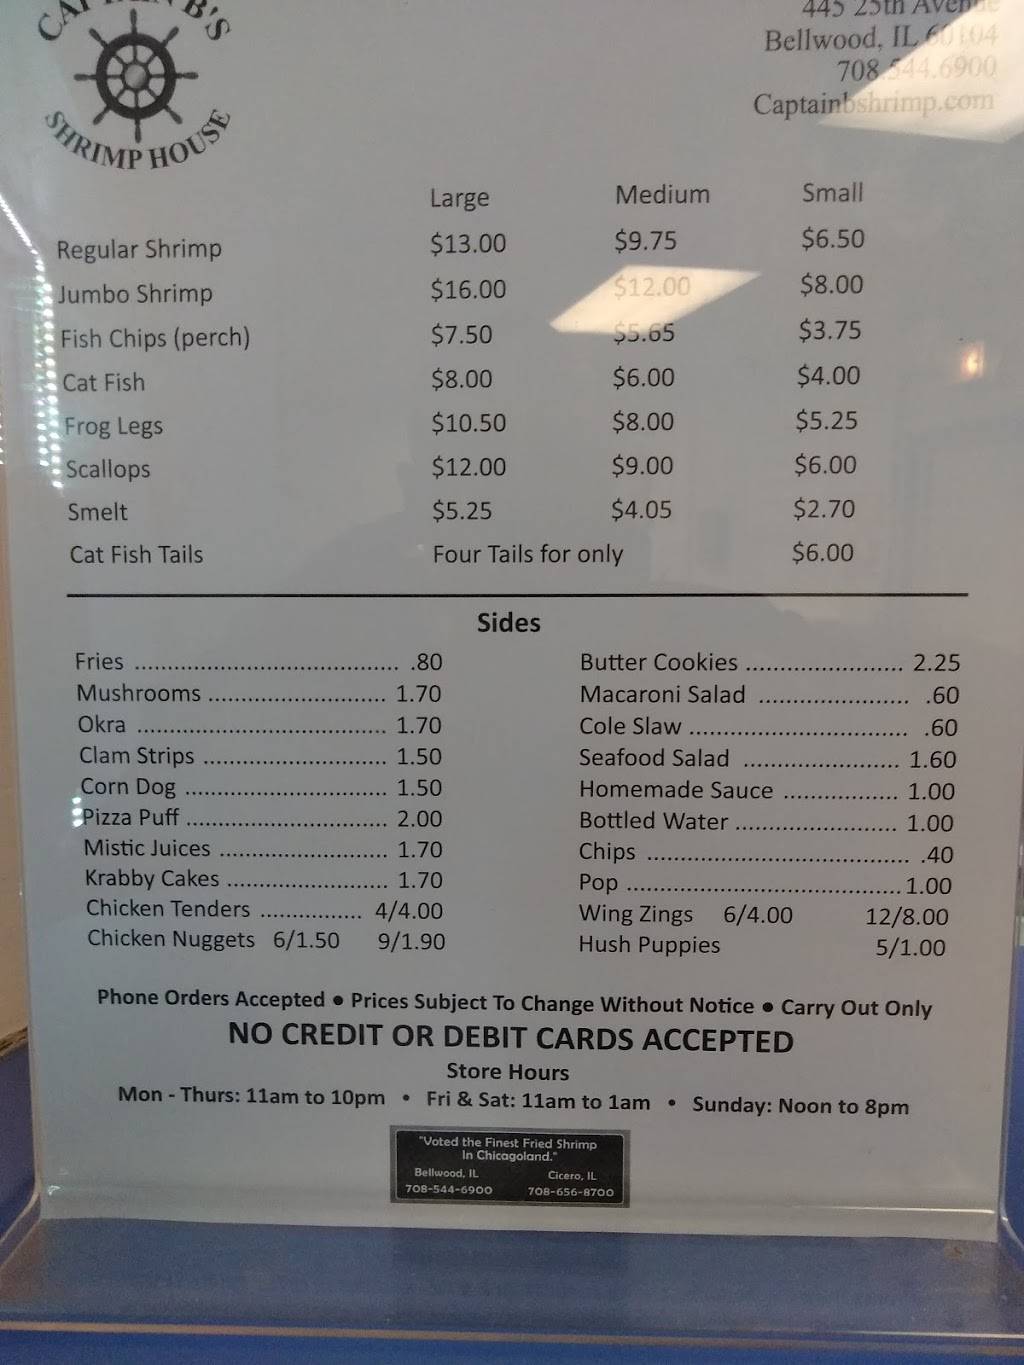 CAPTAIN B'S
SHRIMP HOUSE
445 25th Avenue
Bellwood, IL 60104
708.544.6900
Captainbshrimp.com
Large Medium Small
Regular Shrimp $13.00 $9.75 $6.50
Jumbo Shrimp $16.00 $12.00 $8.00
Fish Chips (perch) $7.50 $5.65 $3.75
Cat Fish $8.00 $6.00 $4.00
Frog Legs $10.50 $8.00 $5.25
Scallops $12.00 $9.00 $6.00
Smelt $5.25 $4.05 $2.70
Cat Fish Tails Four Tails for only $6.00
Sides
Fries .80
Mushrooms 1.70
Okra 1.70
Clam Strips 1.50
Corn Dog 1.50
Pizza Puff 2.00
Mistic Juices 1.70
Krabby Cakes 1.70
Chicken Tenders 4/4.00
Chicken Nuggets 6/1.50 9/1.90
Butter Cookies 2.25
Macaroni Salad .60
Cole Slaw .60
Seafood Salad 1.60
Homemade Sauce 1.00
Bottled Water 1.00
Chips .40
Pop 1.00
Wing Zings 6/4.00 12/8.00
Hush Puppies 5/1.00
Phone Orders Accepted • Prices Subject To Change Without Notice • Carry Out Only
NO CREDIT OR DEBIT CARDS ACCEPTED
Store Hours
Mon - Thurs: 11am to 10pm • Fri & Sat: 11am to 1am • Sunday: Noon to 8pm
"Voted the Finest Fried Shrimp
In Chicagoland."
Bellwood, IL Cicero, IL
708-544-6900 708-656-8700